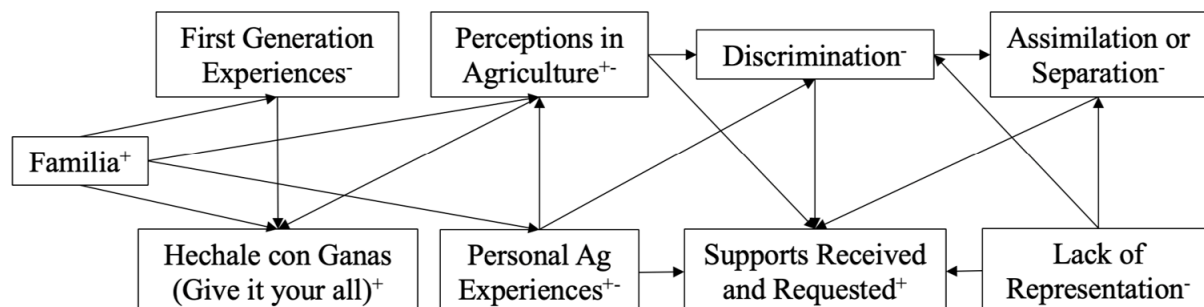 First Generation
Experiences⁻
Perceptions in
Agriculture⁺⁻
Discrimination⁻
Assimilation or
Separation⁻
Familia⁺
Hechale con Ganas
(Give it your all)⁺
Personal Ag
Experiences⁺⁻
Supports Received
and Requested⁺
Lack of
Representation⁻